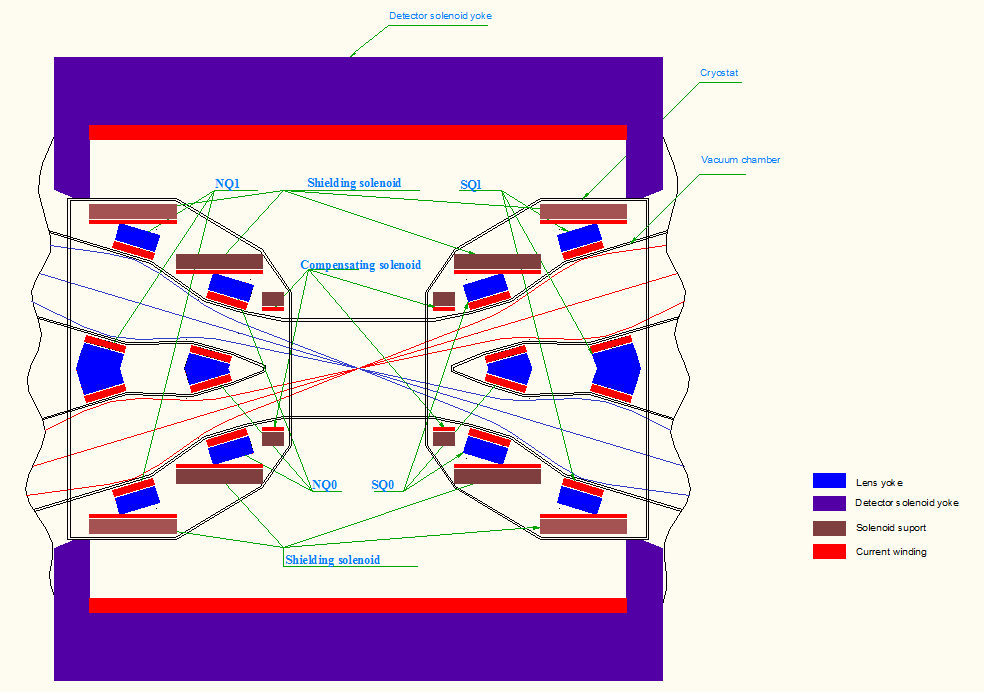 Detector solenoid yoke
Cryostat
Vacuum chamber
NQ1
Shielding solenoid
SQ1
Compensating solenoid
NQ0
SQ0
Shielding solenoid
Lens yoke
Detector solenoid yoke
Solenoid suport
Current winding